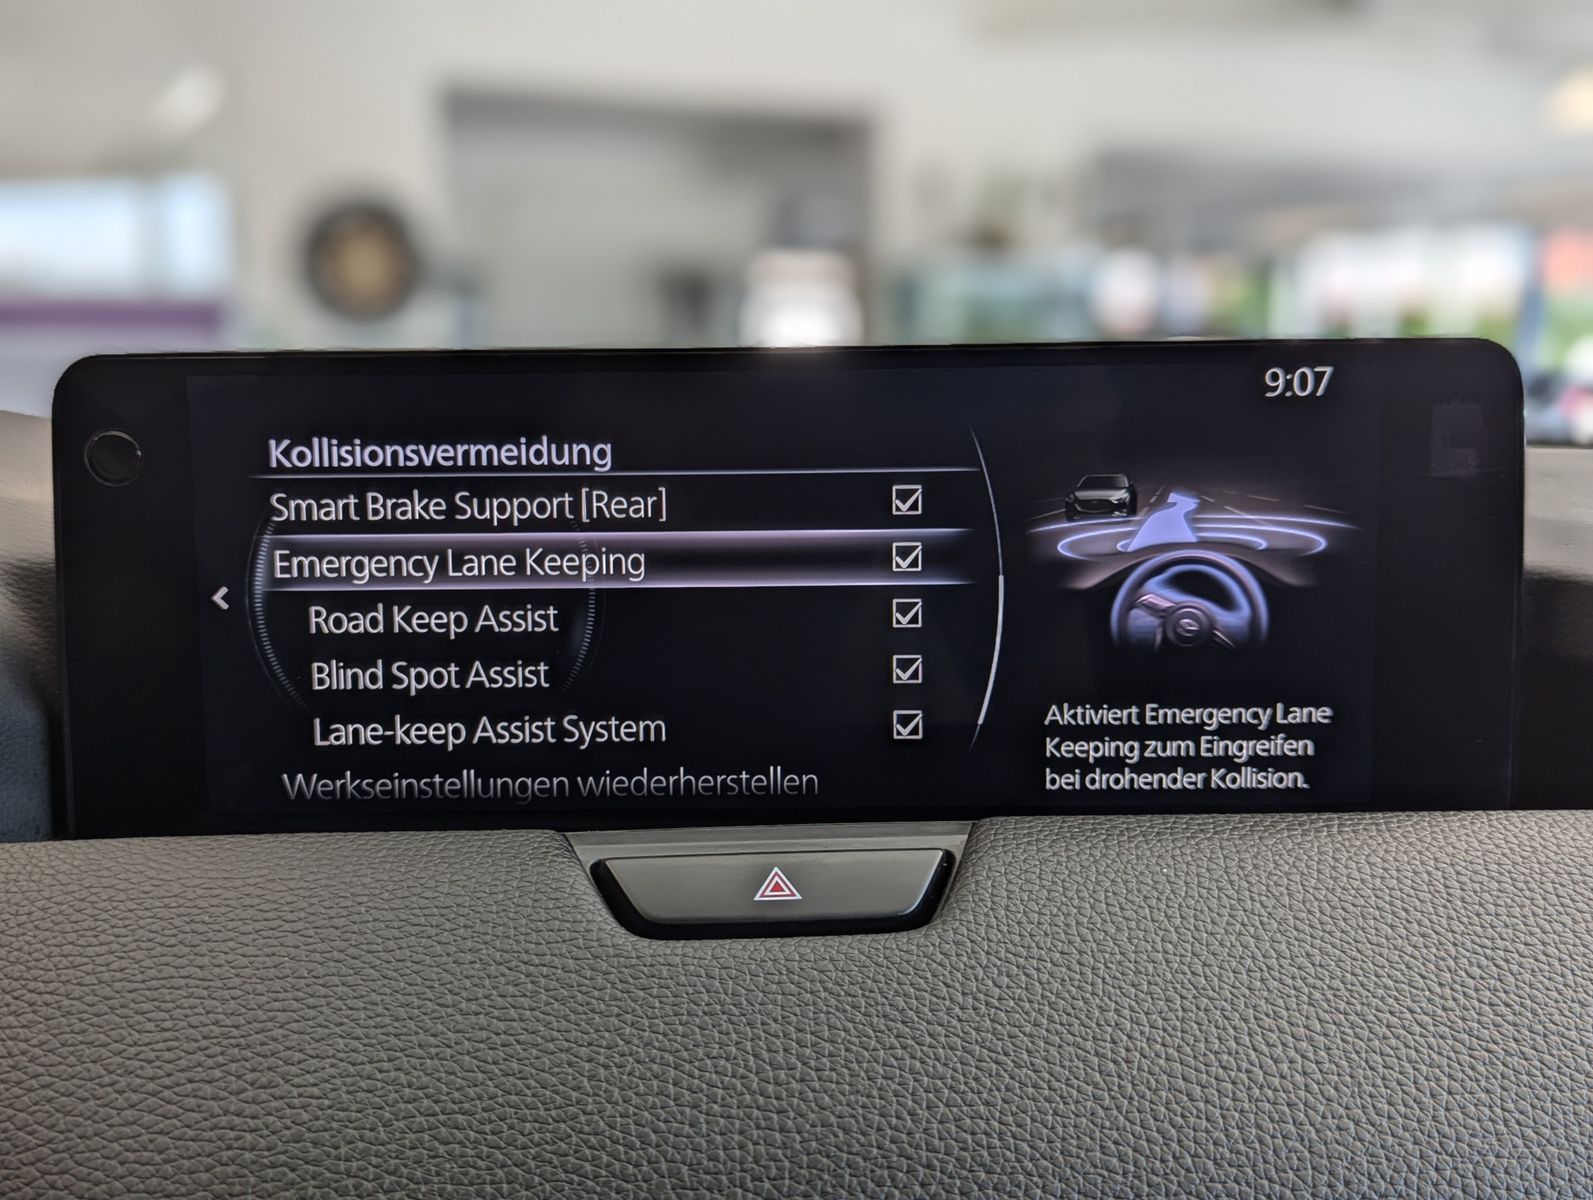 9:07
Kollisionsvermeidung
Smart Brake Support [Rear]
Emergency Lane Keeping
Road Keep Assist
Blind Spot Assist
Lane-keep Assist System
Werkseinstellungen wiederherstellen
Aktiviert Emergency Lane
Keeping zum Eingreifen
bei drohender Kollision.